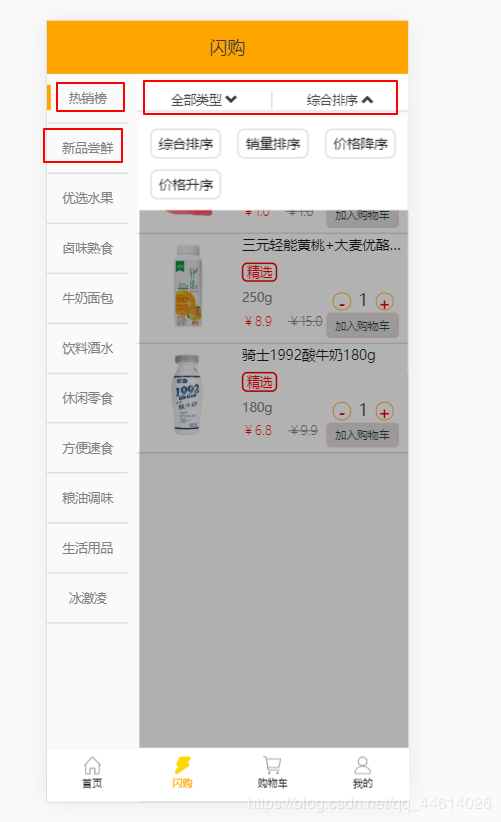 闪购
热销榜
新品尝鲜
优选水果
卤味熟食
牛奶面包
饮料酒水
休闲零食
方便速食
粮油调味
生活用品
冰激凌
全部类型
综合排序
综合排序 销量排序 价格降序
价格升序
加入购物车
三元轻能黄桃+大麦优酪...
精选
250g
- 1 +
¥8.9 ¥15.0
加入购物车
骑士1992酸牛奶180g
精选
180g
- 1 +
¥6.8 ¥9.9
加入购物车
1992
酸牛奶
首页 闪购 购物车 我的
https://blog.csdn.net/qq_44614026